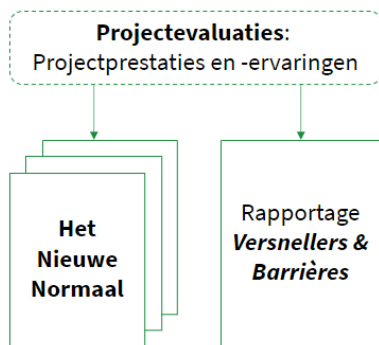 Projectevaluaties:
Projectprestaties en -ervaringen
Het
Nieuwe
Normaal
Rapportage
Versnellers &
Barrières